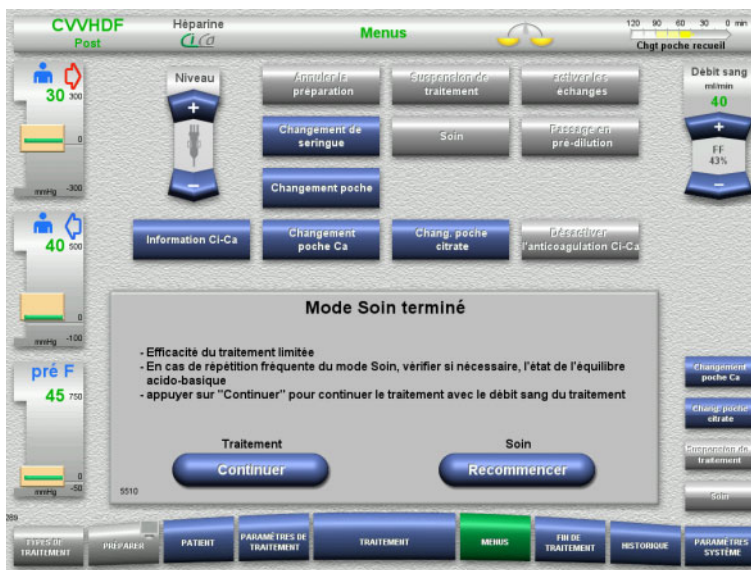 CVVHDF
Post
Héparine
Ci Ca
Menus
120 90 60 30 0 min
Chgt poche recueil
30 300
0
mmHg -300
40 500
0
mmHg -100
pré F
45 750
0
mmHg -50
Niveau
+
−
Annuler la préparation
Suspension de traitement
activer les échanges
Changement de seringue
Soin
Passage en pré-dilution
Changement poche
Information Ci-Ca
Changement poche Ca
Chang. poche citrate
Désactiver l'anticoagulation Ci-Ca
Débit sang
ml/min
40
+
FF
43%
−
Mode Soin terminé
- Efficacité du traitement limitée
- En cas de répétition fréquente du mode Soin, vérifier si nécessaire, l'état de l'équilibre
acido-basique
- appuyer sur "Continuer" pour continuer le traitement avec le débit sang du traitement
Traitement
Continuer
Soin
Recommencer
5510
Changement poche Ca
Chang. poche citrate
Suspension de traitement
Soin
TYPES DE TRAITEMENT
PRÉPARER
PATIENT
PARAMÈTRES DE TRAITEMENT
TRAITEMENT
MENUS
FIN DE TRAITEMENT
HISTORIQUE
PARAMÈTRES SYSTÈME